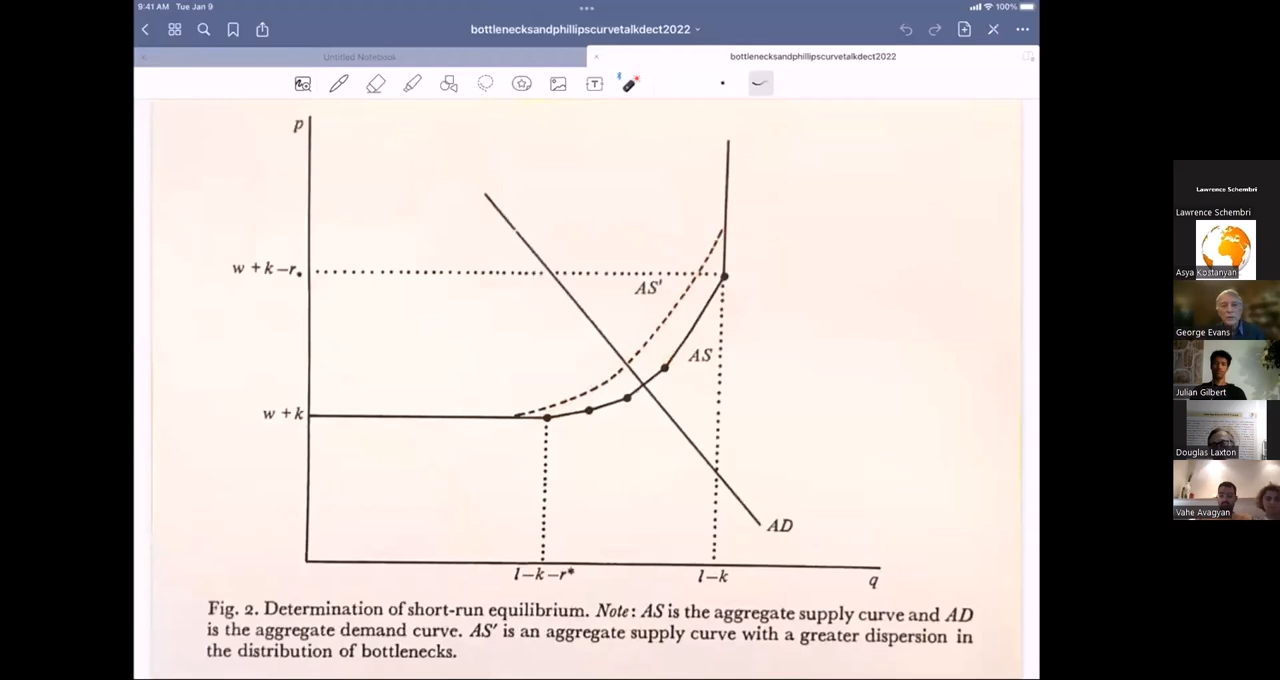 9:41 AM Tue Jan 9
100%
bottlenecksandphillipscurvetalkdect2022
Untitled Notebook
bottlenecksandphillipscurvetalkdect2022
p
w + k − r*
AS'
AS
w + k
AD
l − k − r*
l − k
q
Fig. 2. Determination of short-run equilibrium. Note: AS is the aggregate supply curve and AD
is the aggregate demand curve. AS' is an aggregate supply curve with a greater dispersion in
the distribution of bottlenecks.
Lawrence Schembri
Lawrence Schembri
Asya Kostanyan
George Evans
Julian Gilbert
Douglas Laxton
Vahe Avagyan